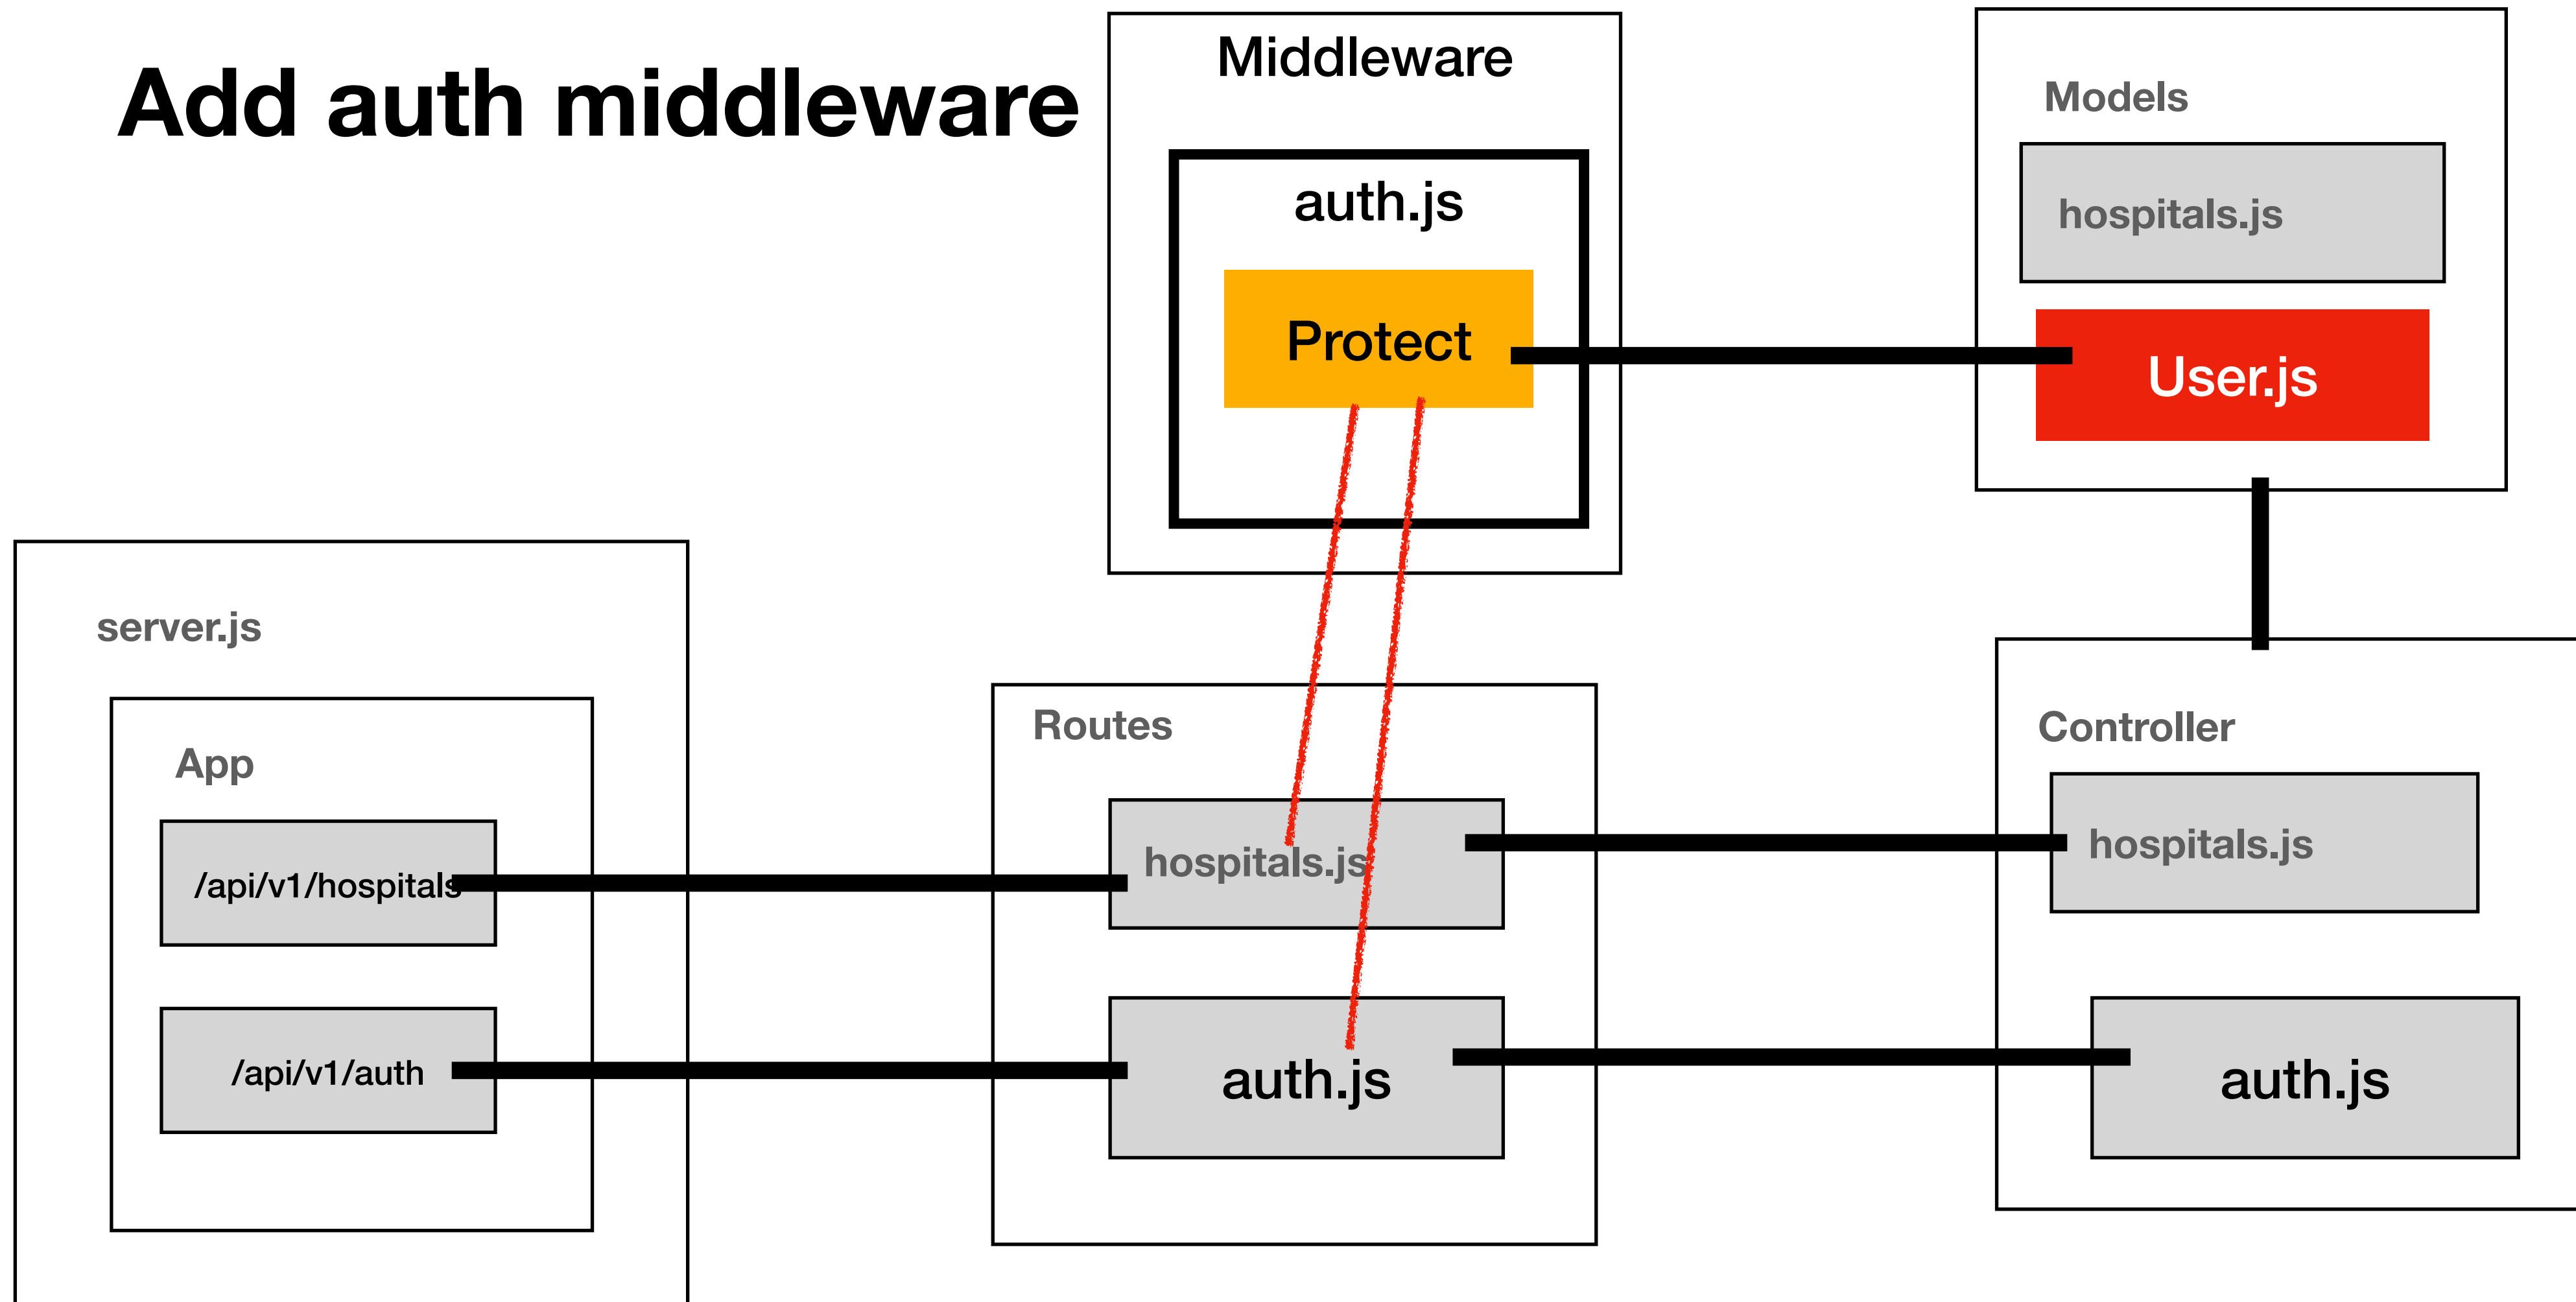 Add auth middleware
Middleware
auth.js
Protect
Models
hospitals.js
User.js
server.js
App
/api/v1/hospitals
/api/v1/auth
Routes
hospitals.js
auth.js
Controller
hospitals.js
auth.js